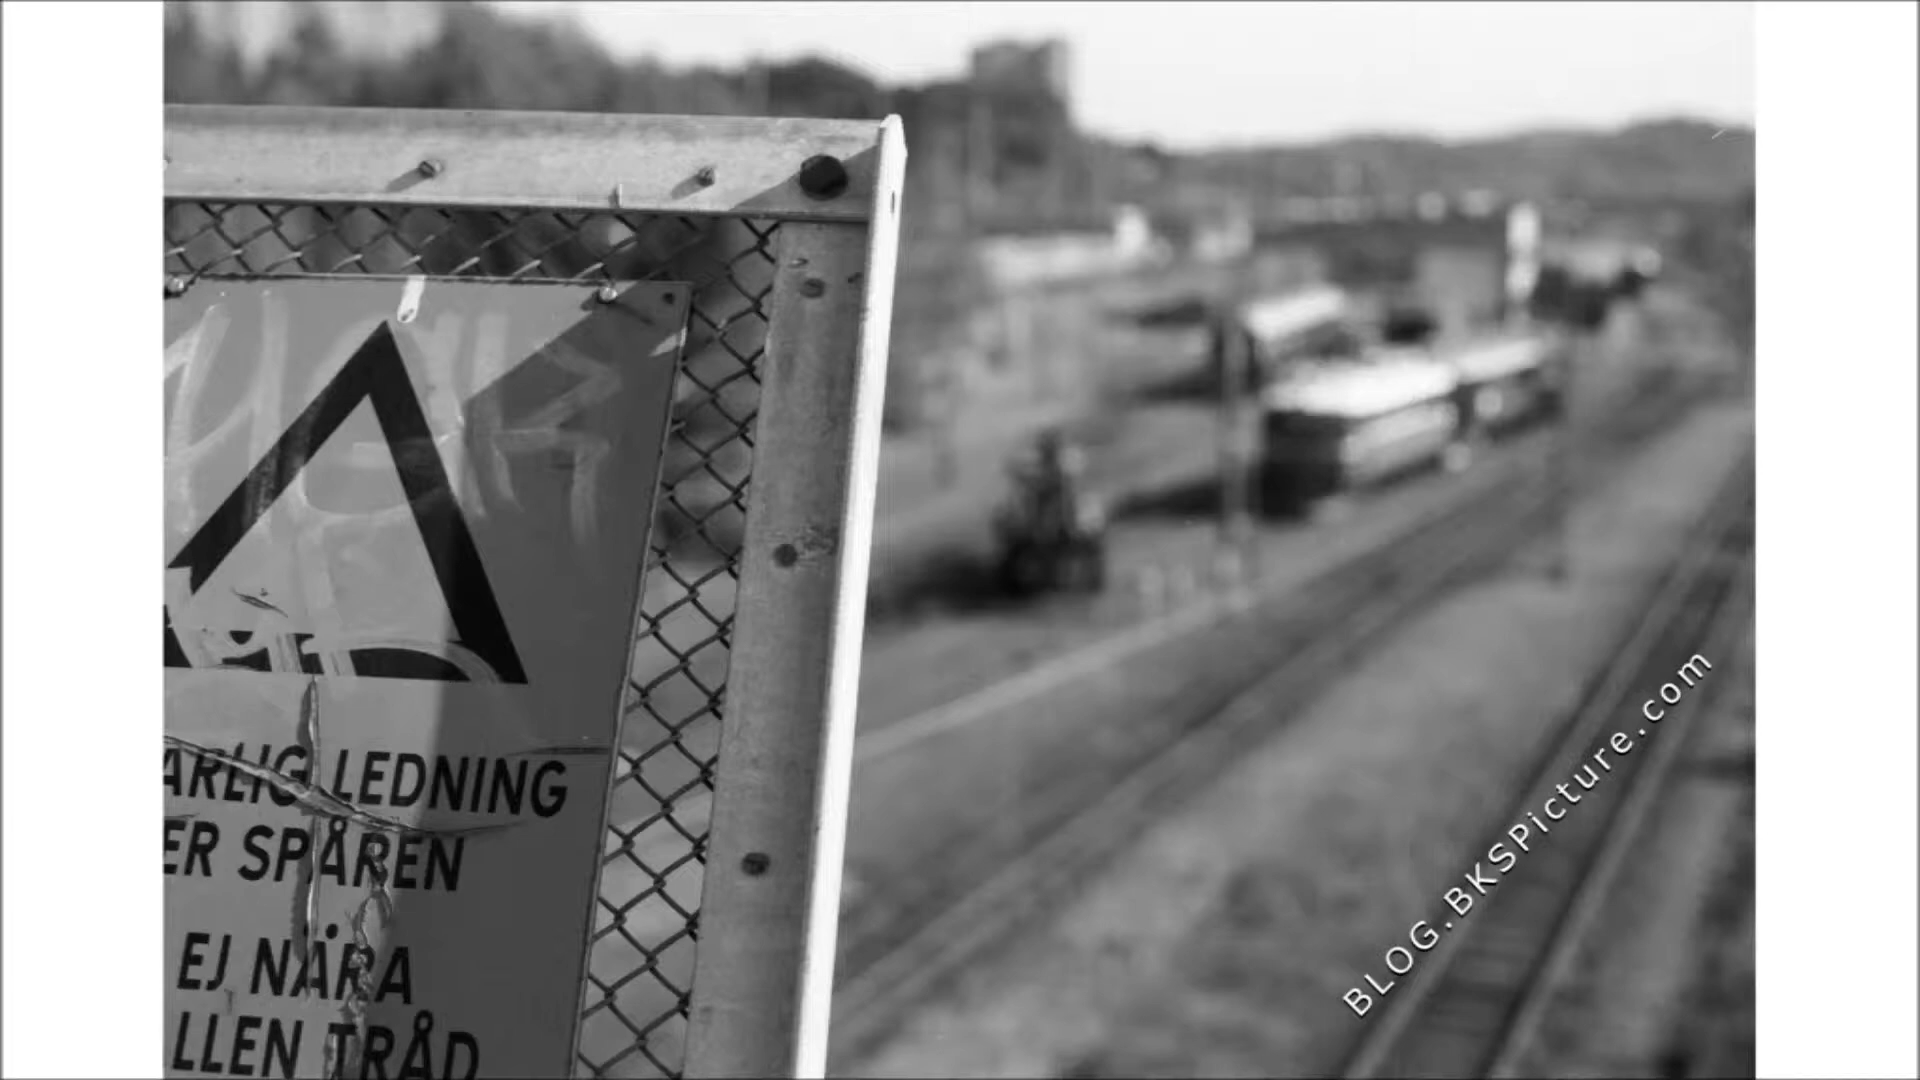 ARLIG LEDNING
ER SPÅREN
EJ NÄRA
LLEN TRÅD
BLOG.BKSPicture.com